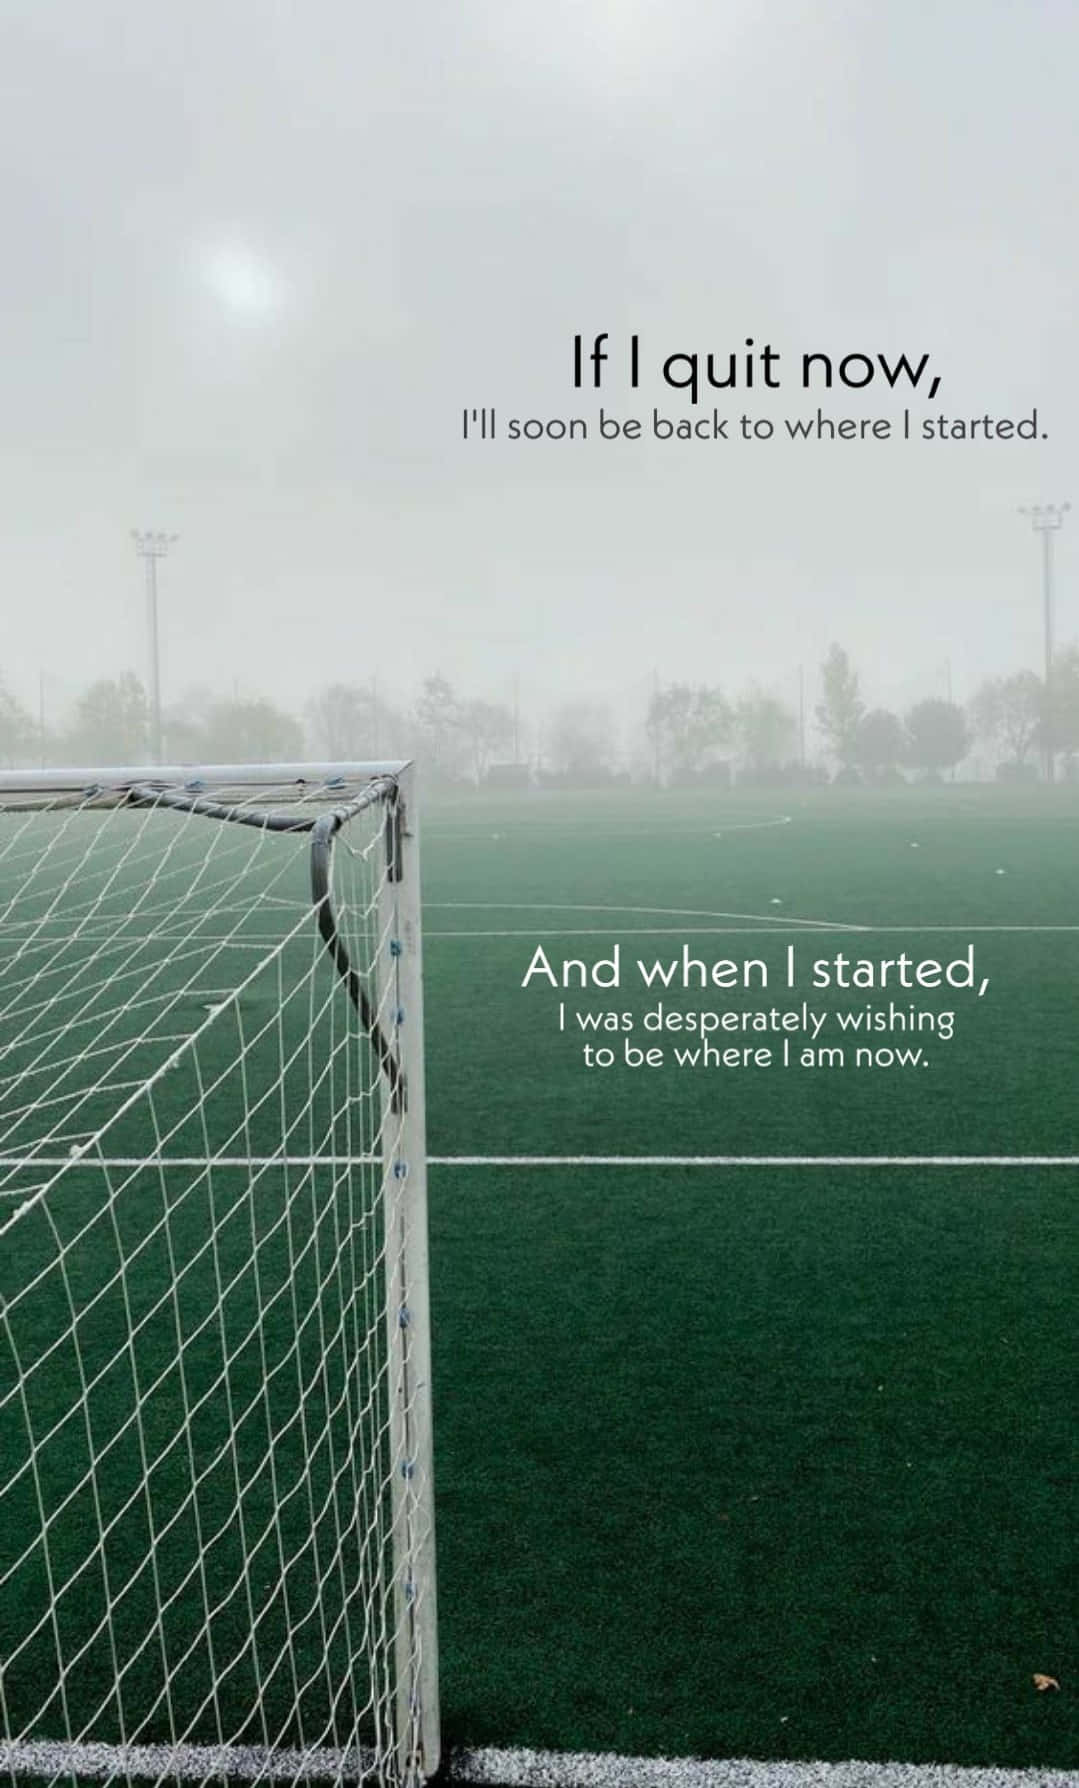 If I quit now,
I'll soon be back to where I started.
And when I started,
I was desperately wishing
to be where I am now.